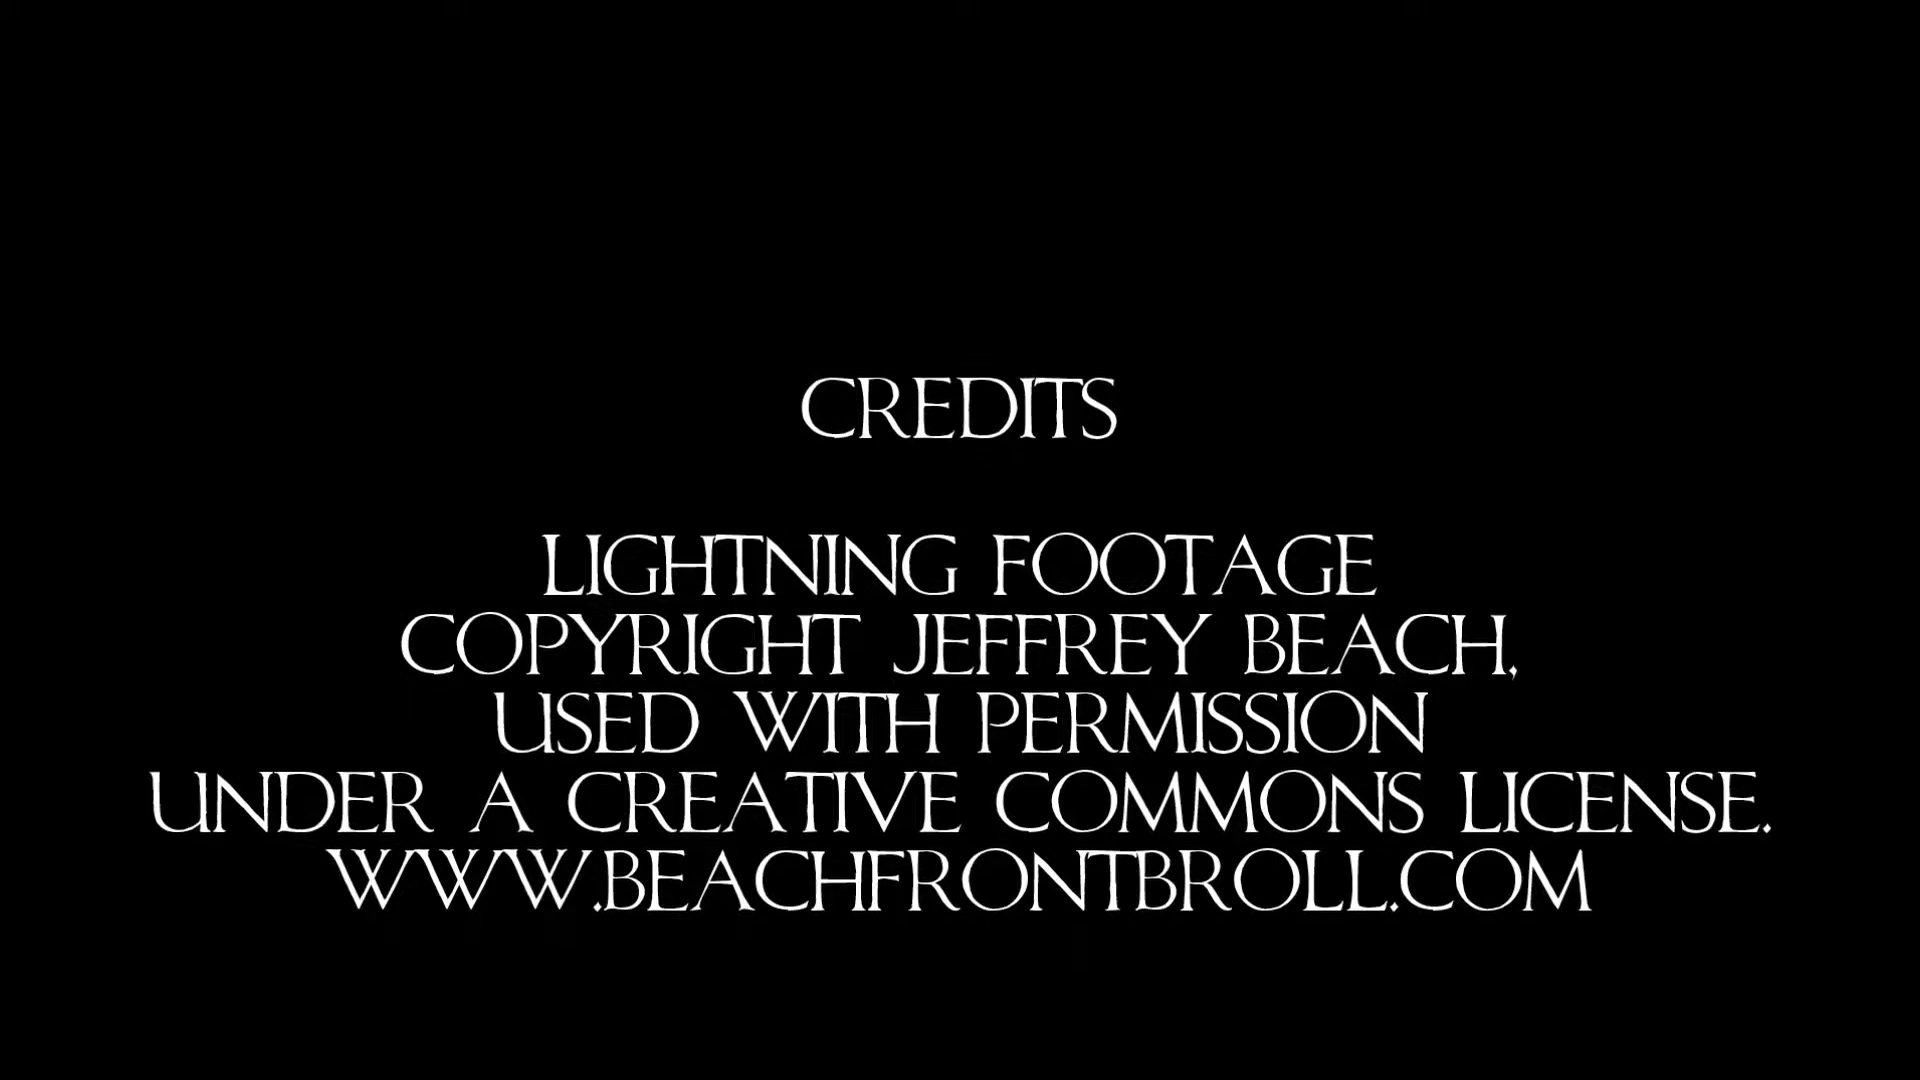 CREDITS
LIGHTNING FOOTAGE
COPYRIGHT JEFFREY BEACH,
USED WITH PERMISSION
UNDER A CREATIVE COMMONS LICENSE.
WWW.BEACHFRONTBROLL.COM